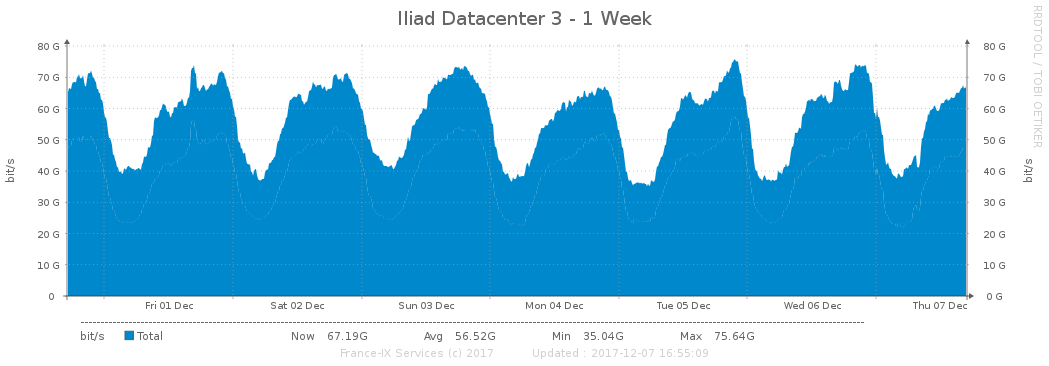 Iliad Datacenter 3 - 1 Week
RRDTOOL / TOBI OETIKER
bit/s
80 G 80 G
70 G 70 G
60 G 60 G
50 G 50 G
40 G 40 G
30 G 30 G
20 G 20 G
10 G 10 G
0 0 G
bit/s
Fri 01 Dec Sat 02 Dec Sun 03 Dec Mon 04 Dec Tue 05 Dec Wed 06 Dec Thu 07 Dec
bit/s Total Now 67.19G Avg 56.52G Min 35.04G Max 75.64G
France-IX Services (c) 2017 Updated : 2017-12-07 16:55:09